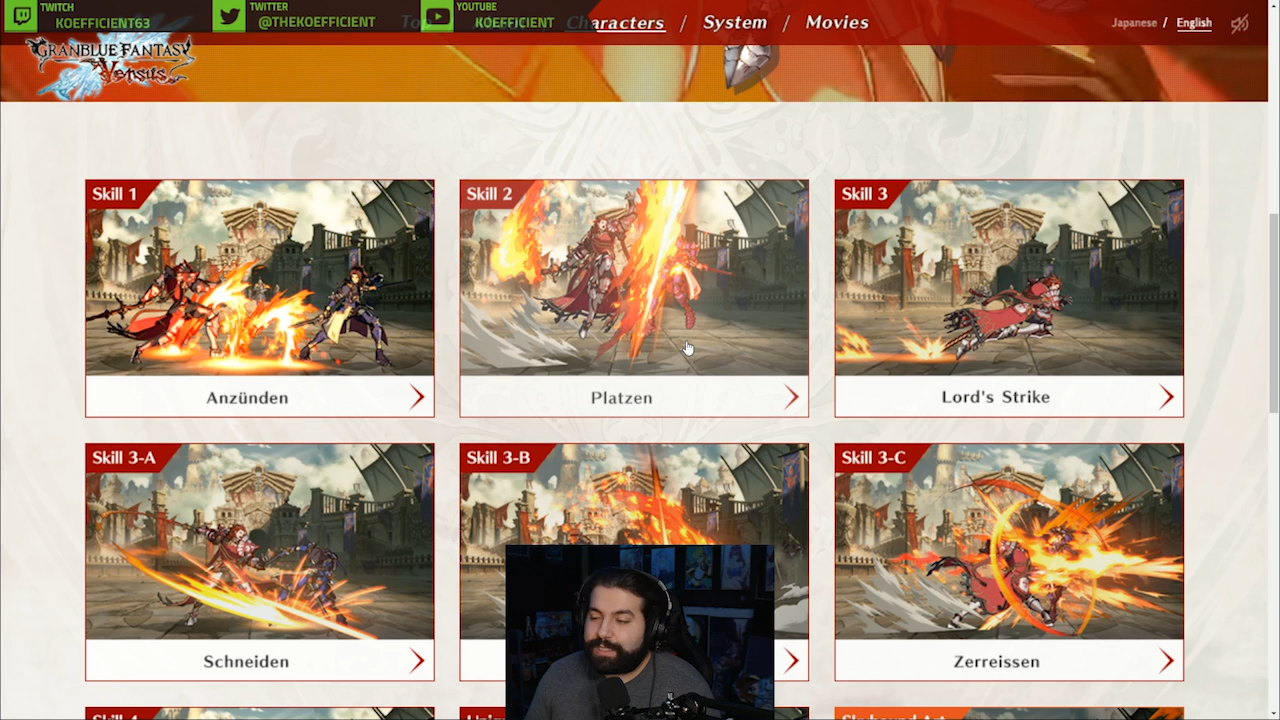 TWITCH
KOEFFICIENT63
TWITTER
@THEKOEFFICIENT
YOUTUBE
KOEFFICIENT
Top
Characters / System / Movies
Japanese / English
GRANBLUE FANTASY
Versus
Skill 1
Anzünden
Skill 2
Platzen
Skill 3
Lord's Strike
Skill 3-A
Schneiden
Skill 3-B
Skill 3-C
Zerreissen